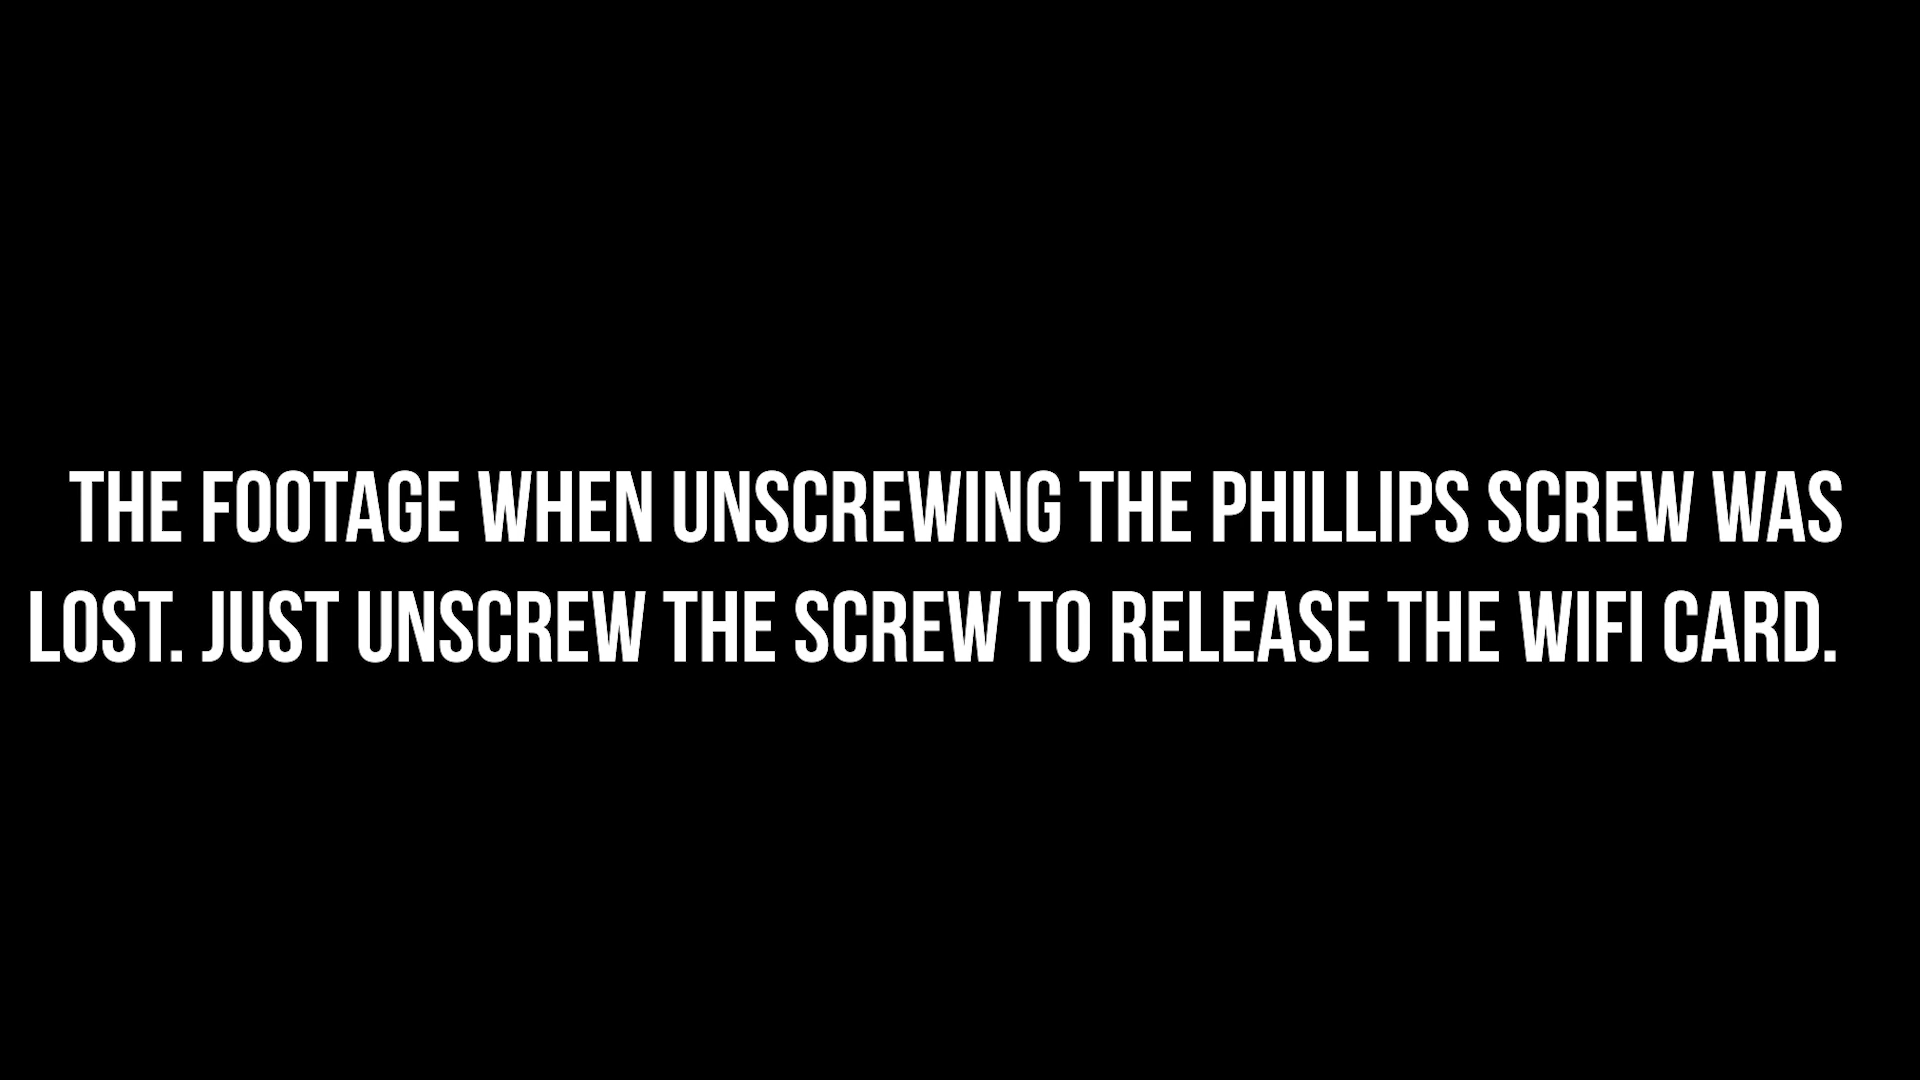 THE FOOTAGE WHEN UNSCREWING THE PHILLIPS SCREW WAS
LOST. JUST UNSCREW THE SCREW TO RELEASE THE WIFI CARD.